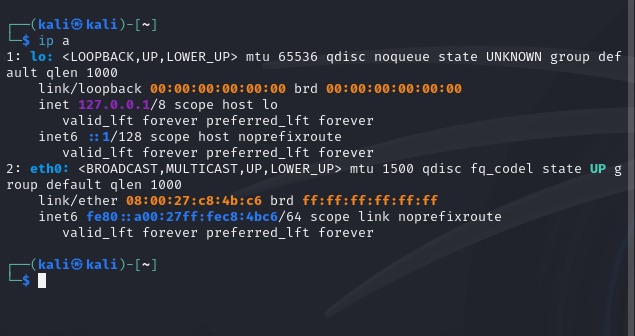 ┌──(kali㉿kali)-[~]
└─$ ip a
1: lo: <LOOPBACK,UP,LOWER_UP> mtu 65536 qdisc noqueue state UNKNOWN group def
ault qlen 1000
    link/loopback 00:00:00:00:00:00 brd 00:00:00:00:00:00
    inet 127.0.0.1/8 scope host lo
       valid_lft forever preferred_lft forever
    inet6 ::1/128 scope host noprefixroute
       valid_lft forever preferred_lft forever
2: eth0: <BROADCAST,MULTICAST,UP,LOWER_UP> mtu 1500 qdisc fq_codel state UP g
roup default qlen 1000
    link/ether 08:00:27:c8:4b:c6 brd ff:ff:ff:ff:ff:ff
    inet6 fe80::a00:27ff:fec8:4bc6/64 scope link noprefixroute
       valid_lft forever preferred_lft forever

┌──(kali㉿kali)-[~]
└─$